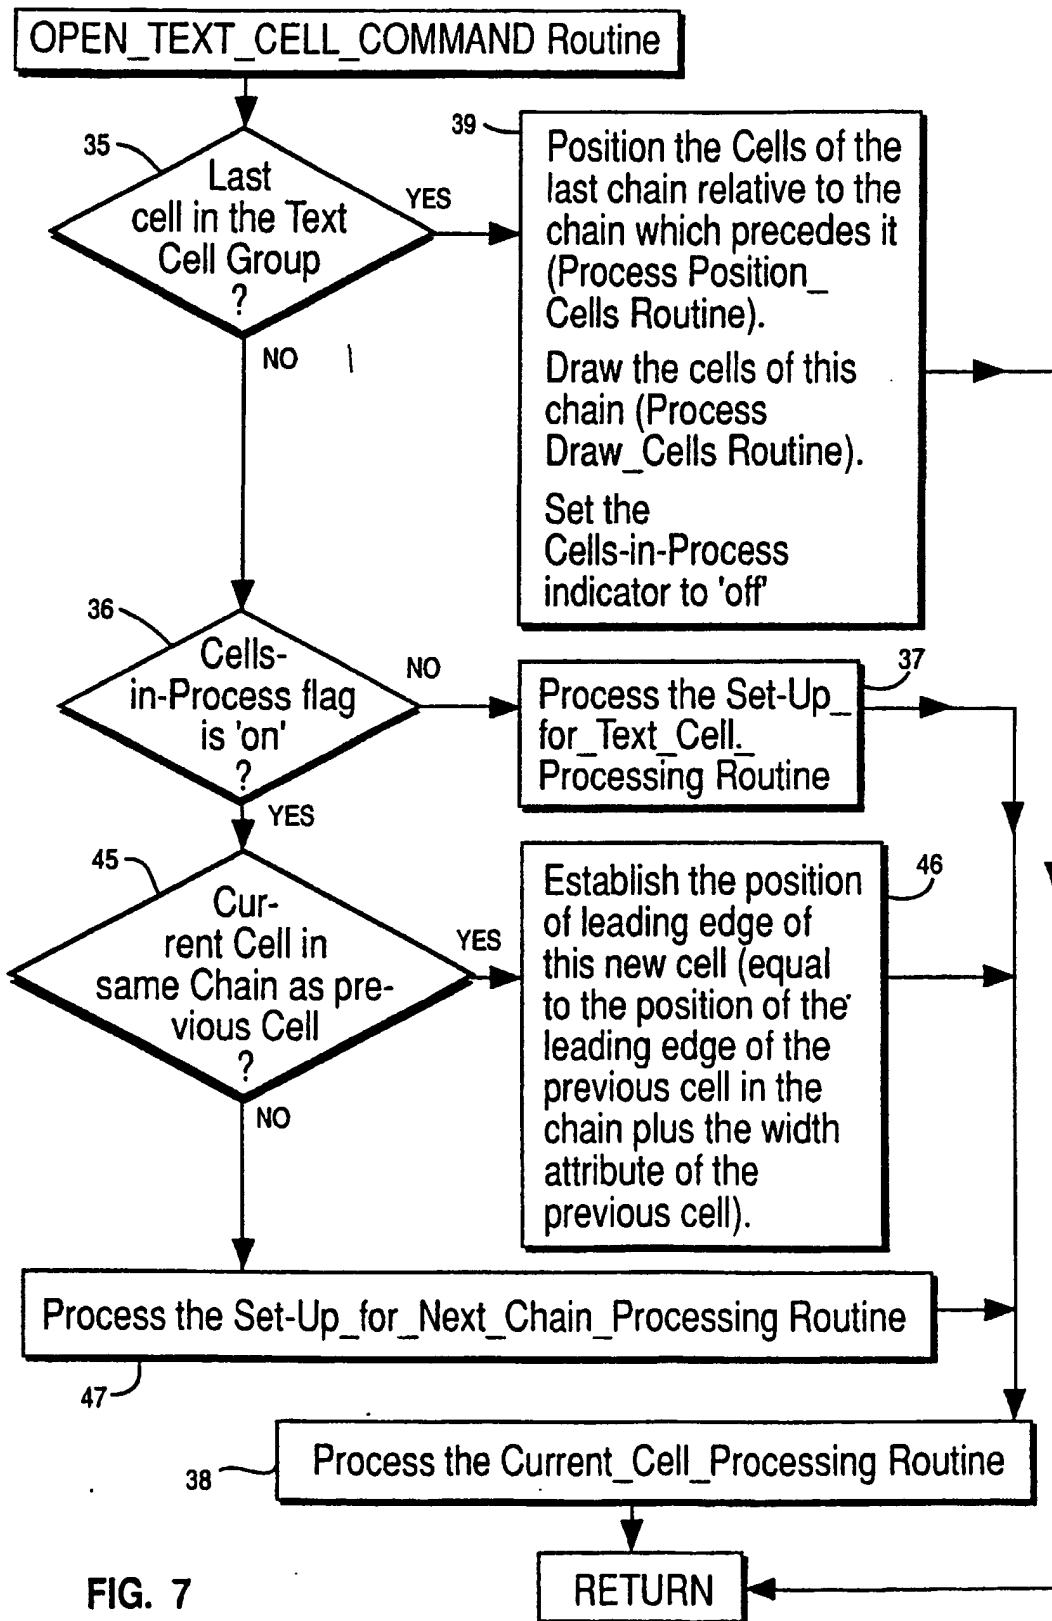 OPEN_TEXT_CELL_COMMAND Routine
35
Last
cell in the Text
Cell Group
?
YES
NO
39
Position the Cells of the
last chain relative to the
chain which precedes it
(Process Position_
Cells Routine).
Draw the cells of this
chain (Process
Draw_Cells Routine).
Set the
Cells-in-Process
indicator to 'off'
36
Cells-
in-Process flag
is 'on'
?
NO
YES
37
Process the Set-Up_
for_Text_Cell_
Processing Routine
45
Cur-
rent Cell in
same Chain as pre-
vious Cell
?
YES
NO
46
Establish the position
of leading edge of
this new cell (equal
to the position of the
leading edge of the
previous cell in the
chain plus the width
attribute of the
previous cell).
Process the Set-Up_for_Next_Chain_Processing Routine
47
38
Process the Current_Cell_Processing Routine
RETURN
FIG. 7